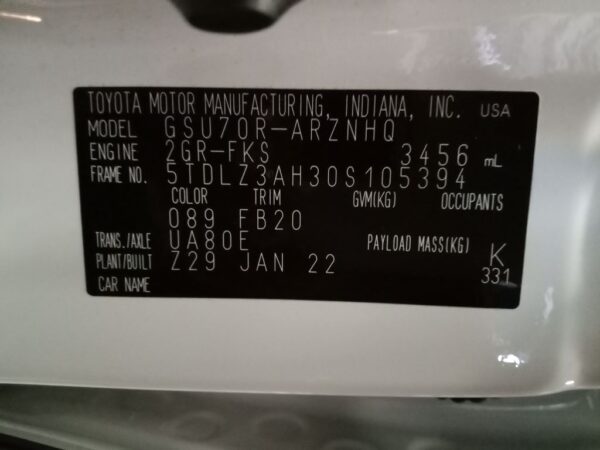 TOYOTA MOTOR MANUFACTURING, INDIANA, INC. USA
MODEL GSU70R-ARZNHQ
ENGINE 2GR-FKS 3456 mL
FRAME NO. 5TDLZ3AH30S105394
COLOR TRIM GVM(KG) OCCUPANTS
089 FB20
TRANS./AXLE UA80E PAYLOAD MASS(KG) K
PLANT/BUILT Z29 JAN 22 331
CAR NAME